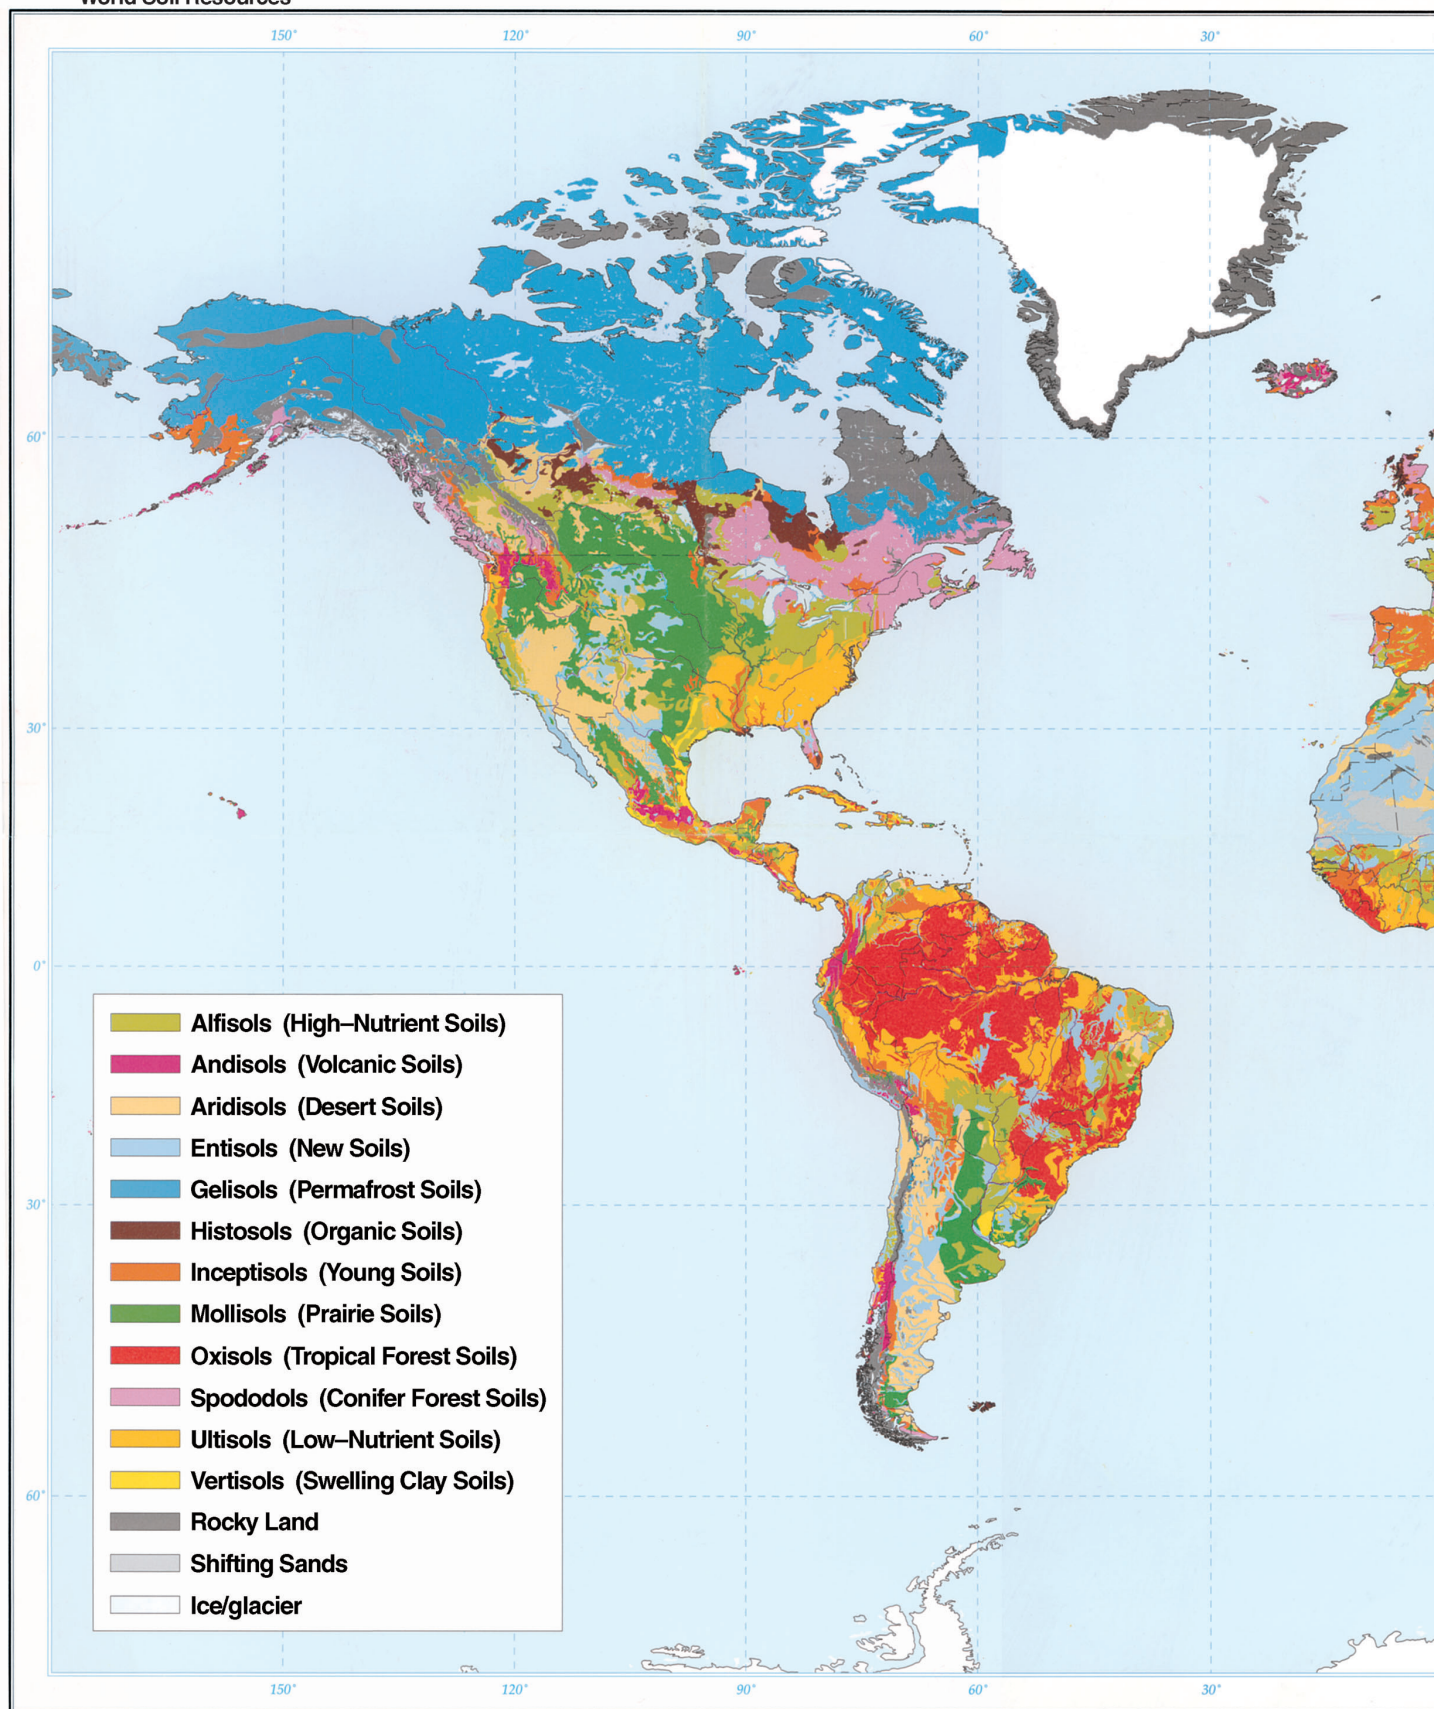 World Soil Resources
150° 120° 90° 60° 30°
60°
30°
0°
30°
60°
Alfisols (High–Nutrient Soils)
Andisols (Volcanic Soils)
Aridisols (Desert Soils)
Entisols (New Soils)
Gelisols (Permafrost Soils)
Histosols (Organic Soils)
Inceptisols (Young Soils)
Mollisols (Prairie Soils)
Oxisols (Tropical Forest Soils)
Spododols (Conifer Forest Soils)
Ultisols (Low–Nutrient Soils)
Vertisols (Swelling Clay Soils)
Rocky Land
Shifting Sands
Ice/glacier
150° 120° 90° 60° 30°